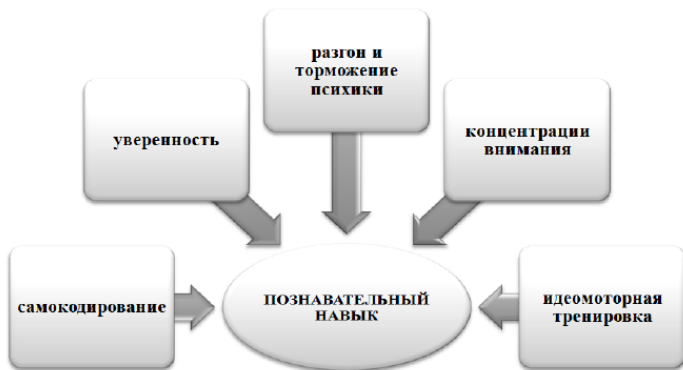 разгон и
торможение
психики
уверенность
концентрации
внимания
самокодирование
ПОЗНАВАТЕЛЬНЫЙ
НАВЫК
идеомоторная
тренировка